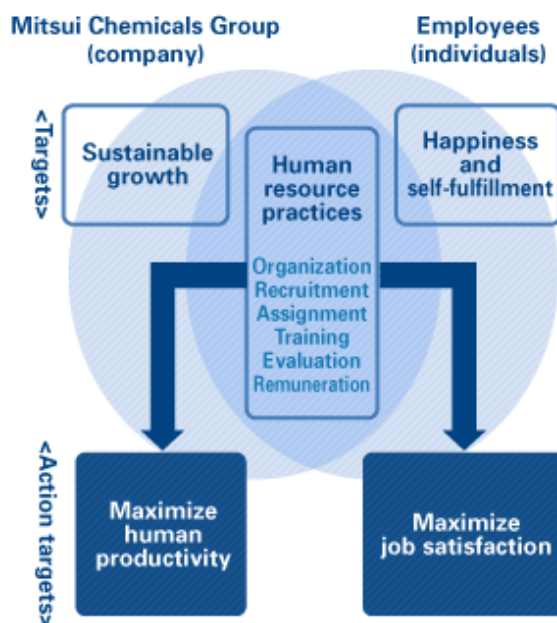 Mitsui Chemicals Group
(company)
Employees
(individuals)
<Targets>
Sustainable
growth
Human
resource
practices
Organization
Recruitment
Assignment
Training
Evaluation
Remuneration
Happiness
and
self-fulfillment
<Action targets>
Maximize
human
productivity
Maximize
job satisfaction